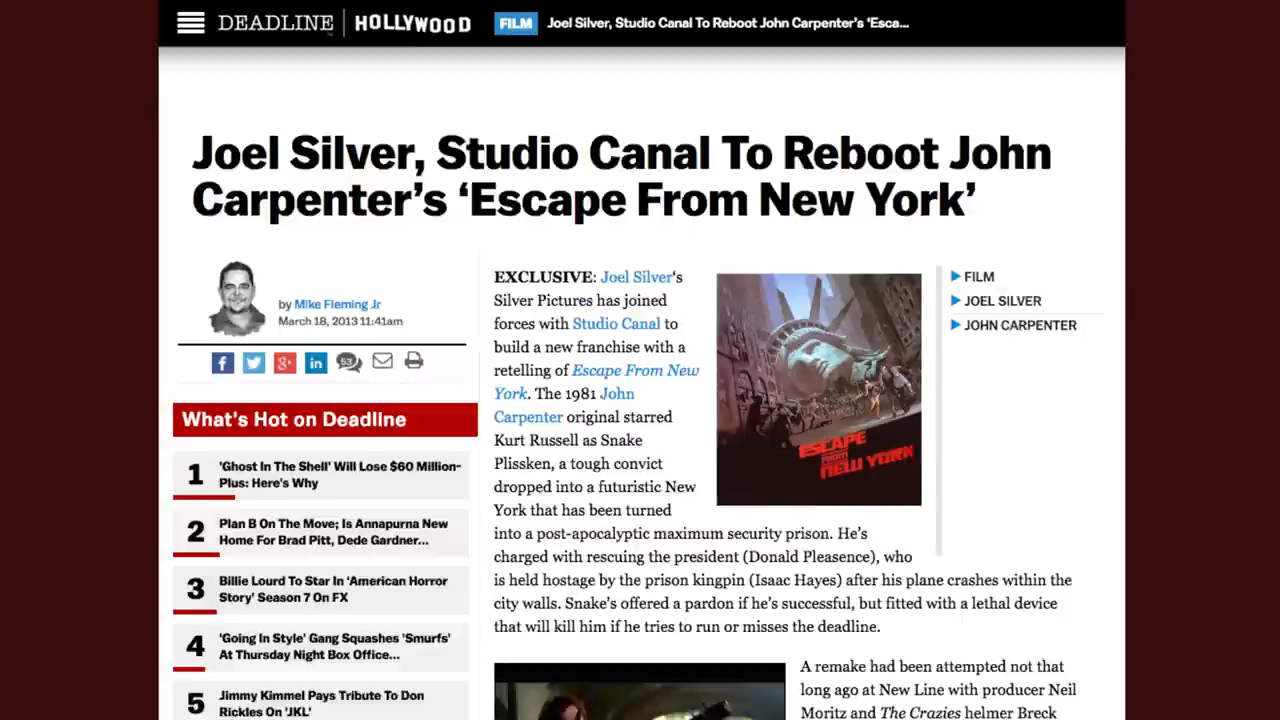 DEADLINE | HOLLYWOOD FILM Joel Silver, Studio Canal To Reboot John Carpenter's 'Esca...
Joel Silver, Studio Canal To Reboot John
Carpenter's 'Escape From New York'
by Mike Fleming Jr
March 18, 2013 11:41am
53
What's Hot on Deadline
1
'Ghost In The Shell' Will Lose $60 Million-
Plus: Here's Why
2
Plan B On The Move; Is Annapurna New
Home For Brad Pitt, Dede Gardner...
3
Billie Lourd To Star In 'American Horror
Story' Season 7 On FX
4
'Going In Style' Gang Squashes 'Smurfs'
At Thursday Night Box Office...
5
Jimmy Kimmel Pays Tribute To Don
Rickles On 'JKL'
EXCLUSIVE: Joel Silver's
Silver Pictures has joined
forces with Studio Canal to
build a new franchise with a
retelling of Escape From New
York. The 1981 John
Carpenter original starred
Kurt Russell as Snake
Plissken, a tough convict
dropped into a futuristic New
York that has been turned
into a post-apocalyptic maximum security prison. He's
charged with rescuing the president (Donald Pleasence), who
is held hostage by the prison kingpin (Isaac Hayes) after his plane crashes within the
city walls. Snake's offered a pardon if he's successful, but fitted with a lethal device
that will kill him if he tries to run or misses the deadline.
ESCAPE
FROM
NEW YORK
A remake had been attempted not that
long ago at New Line with producer Neil
Moritz and The Crazies helmer Breck
FILM
JOEL SILVER
JOHN CARPENTER